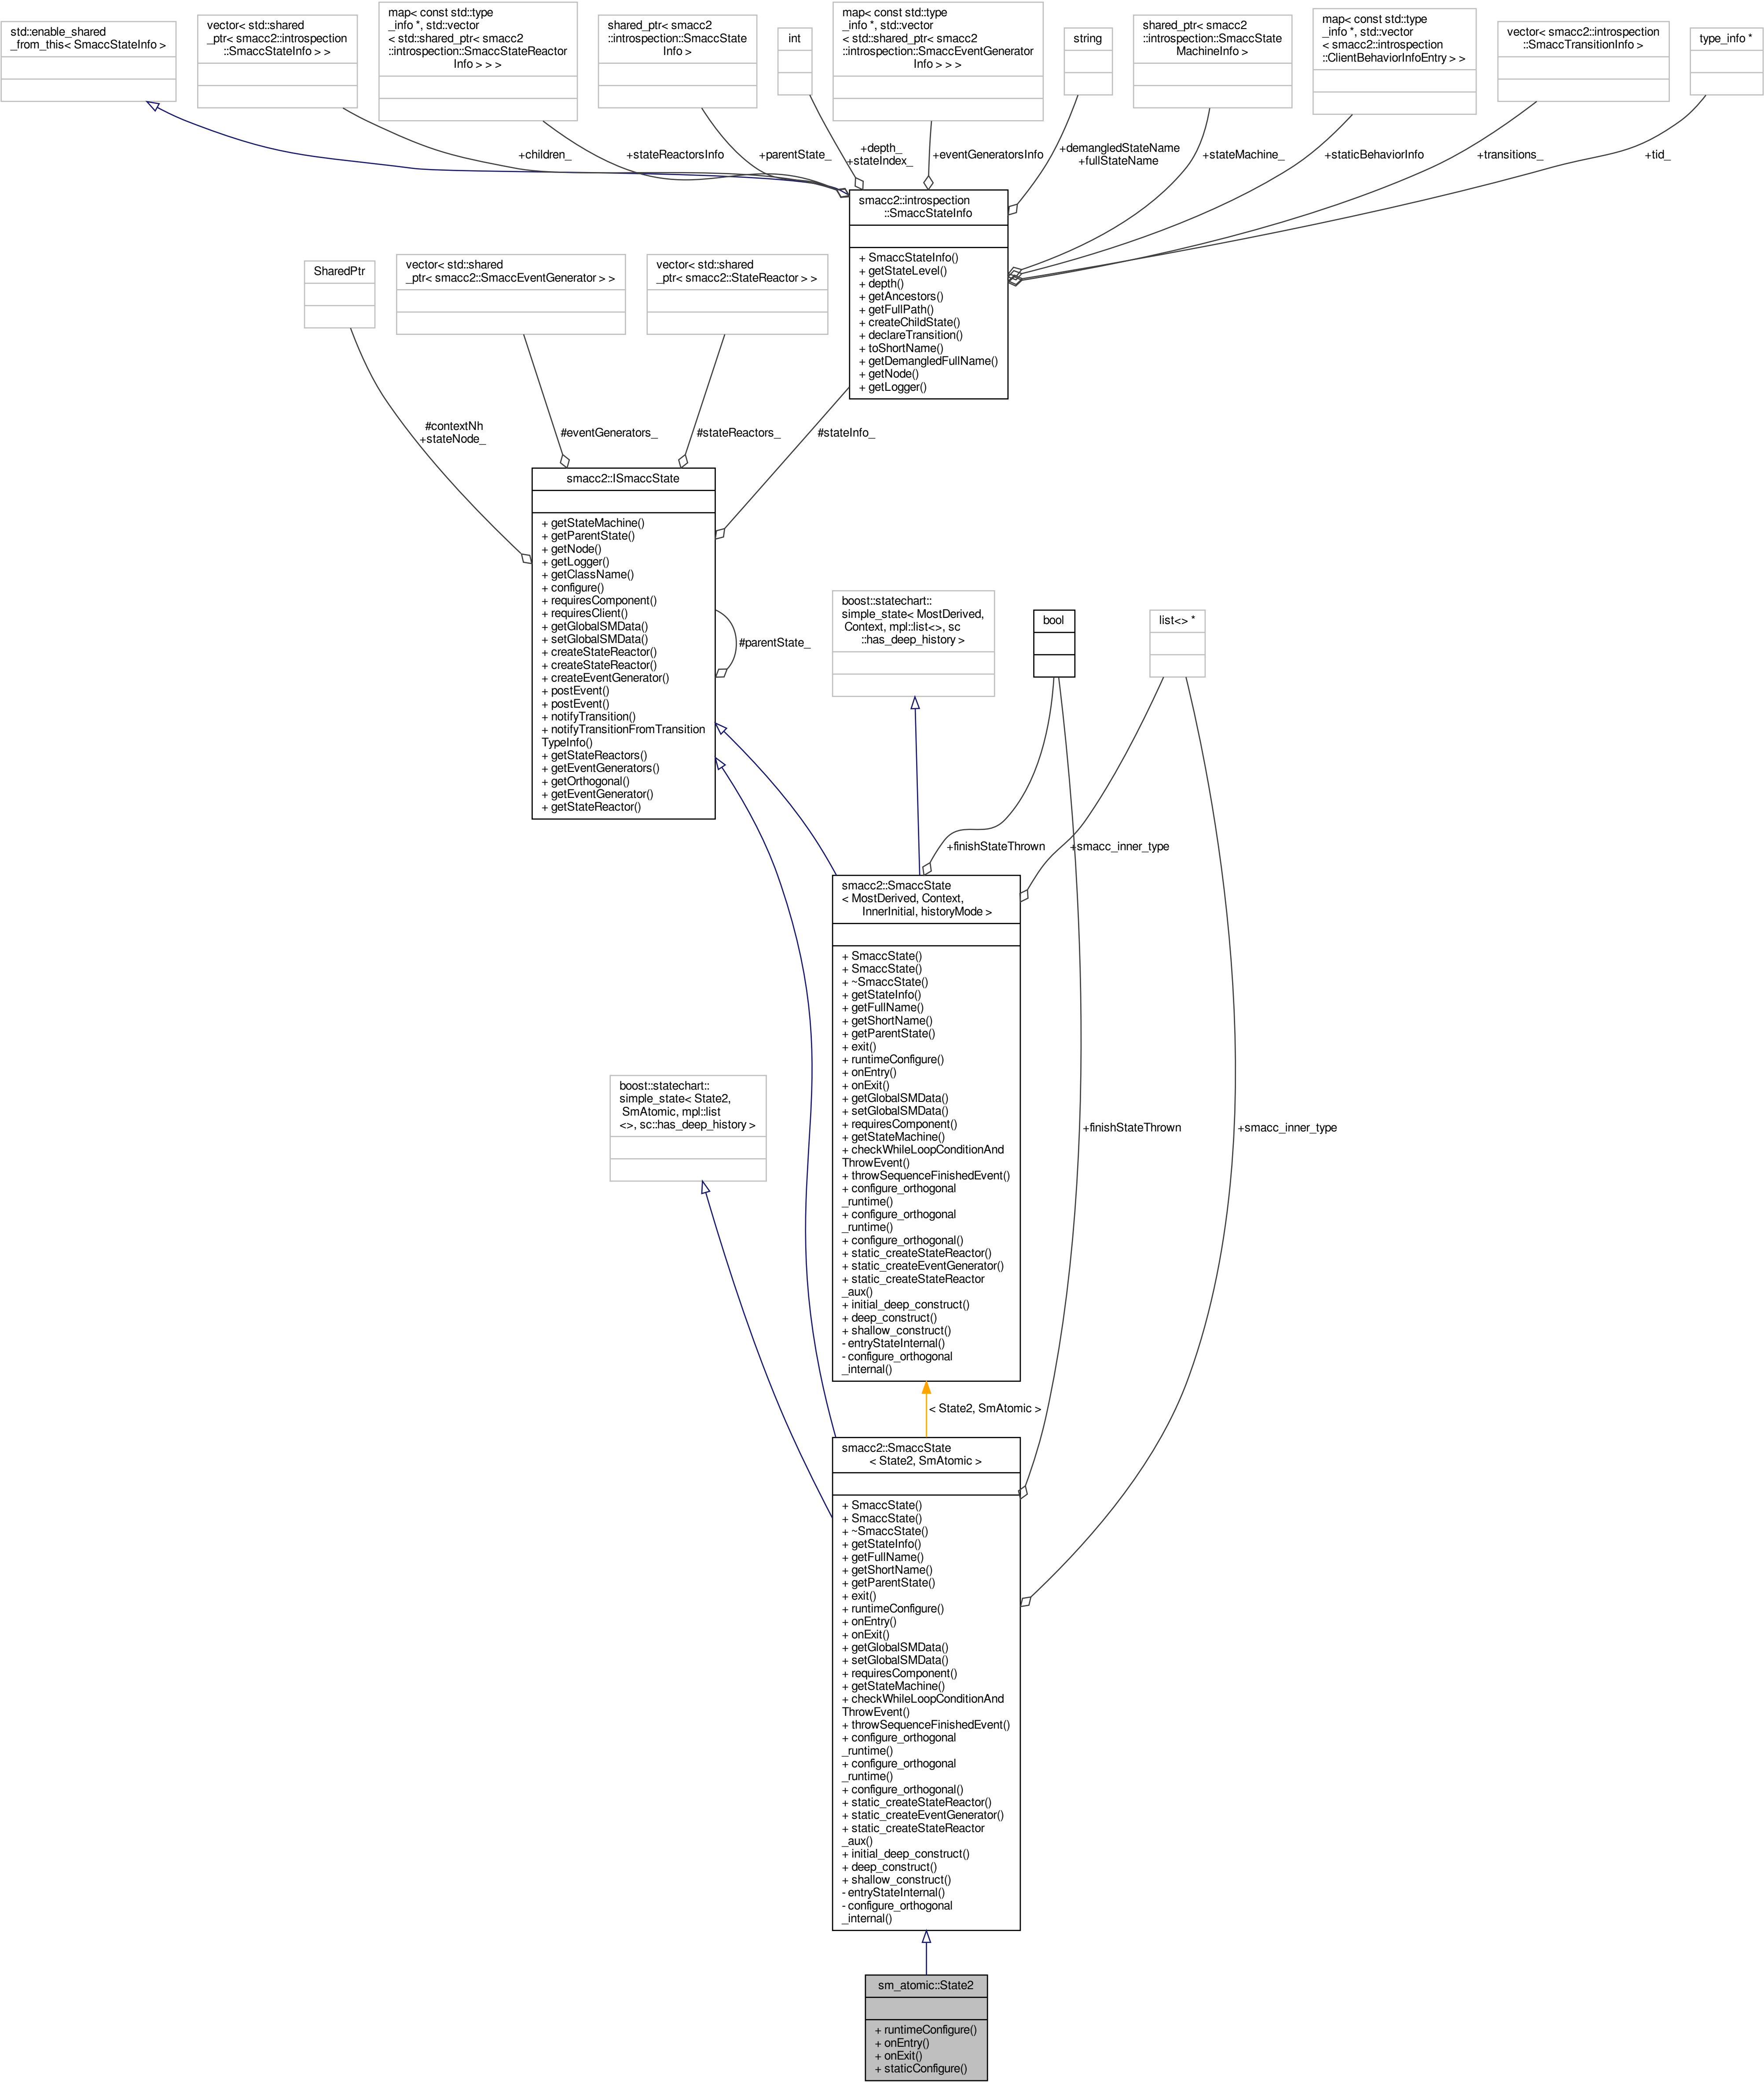 std::enable_shared
_from_this< SmaccStateInfo >
vector< std::shared
_ptr< smacc2::introspection
::SmaccStateInfo > >
map< const std::type
_info *, std::vector
< std::shared_ptr< smacc2
::introspection::SmaccStateReactor
Info > > >
shared_ptr< smacc2
::introspection::SmaccState
Info >
int
map< const std::type
_info *, std::vector
< std::shared_ptr< smacc2
::introspection::SmaccEventGenerator
Info > > >
string
shared_ptr< smacc2
::introspection::SmaccState
MachineInfo >
map< const std::type
_info *, std::vector
< smacc2::introspection
::ClientBehaviorInfoEntry > >
vector< smacc2::introspection
::SmaccTransitionInfo >
type_info *
+children_
+stateReactorsInfo
+parentState_
+depth_
+stateIndex_
+eventGeneratorsInfo
+demangledStateName
+fullStateName
+stateMachine_
+staticBehaviorInfo
+transitions_
+tid_
smacc2::introspection
::SmaccStateInfo
+ SmaccStateInfo()
+ getStateLevel()
+ depth()
+ getAncestors()
+ getFullPath()
+ createChildState()
+ declareTransition()
+ toShortName()
+ getDemangledFullName()
+ getNode()
+ getLogger()
SharedPtr
vector< std::shared
_ptr< smacc2::SmaccEventGenerator > >
vector< std::shared
_ptr< smacc2::StateReactor > >
#contextNh
+stateNode_
#eventGenerators_
#stateReactors_
#stateInfo_
smacc2::ISmaccState
+ getStateMachine()
+ getParentState()
+ getNode()
+ getLogger()
+ getClassName()
+ configure()
+ requiresComponent()
+ requiresClient()
+ getGlobalSMData()
+ setGlobalSMData()
+ createStateReactor()
+ createStateReactor()
+ createEventGenerator()
+ postEvent()
+ postEvent()
+ notifyTransition()
+ notifyTransitionFromTransition
TypeInfo()
+ getStateReactors()
+ getEventGenerators()
+ getOrthogonal()
+ getEventGenerator()
+ getStateReactor()
#parentState_
boost::statechart::
simple_state< MostDerived,
Context, mpl::list<>, sc
::has_deep_history >
bool
list<> *
+finishStateThrown
+smacc_inner_type
smacc2::SmaccState
< MostDerived, Context,
InnerInitial, historyMode >
+ SmaccState()
+ SmaccState()
+ ~SmaccState()
+ getStateInfo()
+ getFullName()
+ getShortName()
+ getParentState()
+ exit()
+ runtimeConfigure()
+ onEntry()
+ onExit()
+ getGlobalSMData()
+ setGlobalSMData()
+ requiresComponent()
+ getStateMachine()
+ checkWhileLoopConditionAnd
ThrowEvent()
+ throwSequenceFinishedEvent()
+ configure_orthogonal
_runtime()
+ configure_orthogonal
_runtime()
+ configure_orthogonal()
+ static_createStateReactor()
+ static_createEventGenerator()
+ static_createStateReactor
_aux()
+ initial_deep_construct()
+ deep_construct()
+ shallow_construct()
- entryStateInternal()
- configure_orthogonal
_internal()
boost::statechart::
simple_state< State2,
SmAtomic, mpl::list
<>, sc::has_deep_history >
+finishStateThrown
+smacc_inner_type
< State2, SmAtomic >
smacc2::SmaccState
< State2, SmAtomic >
+ SmaccState()
+ SmaccState()
+ ~SmaccState()
+ getStateInfo()
+ getFullName()
+ getShortName()
+ getParentState()
+ exit()
+ runtimeConfigure()
+ onEntry()
+ onExit()
+ getGlobalSMData()
+ setGlobalSMData()
+ requiresComponent()
+ getStateMachine()
+ checkWhileLoopConditionAnd
ThrowEvent()
+ throwSequenceFinishedEvent()
+ configure_orthogonal
_runtime()
+ configure_orthogonal
_runtime()
+ configure_orthogonal()
+ static_createStateReactor()
+ static_createEventGenerator()
+ static_createStateReactor
_aux()
+ initial_deep_construct()
+ deep_construct()
+ shallow_construct()
- entryStateInternal()
- configure_orthogonal
_internal()
sm_atomic::State2
+ runtimeConfigure()
+ onEntry()
+ onExit()
+ staticConfigure()